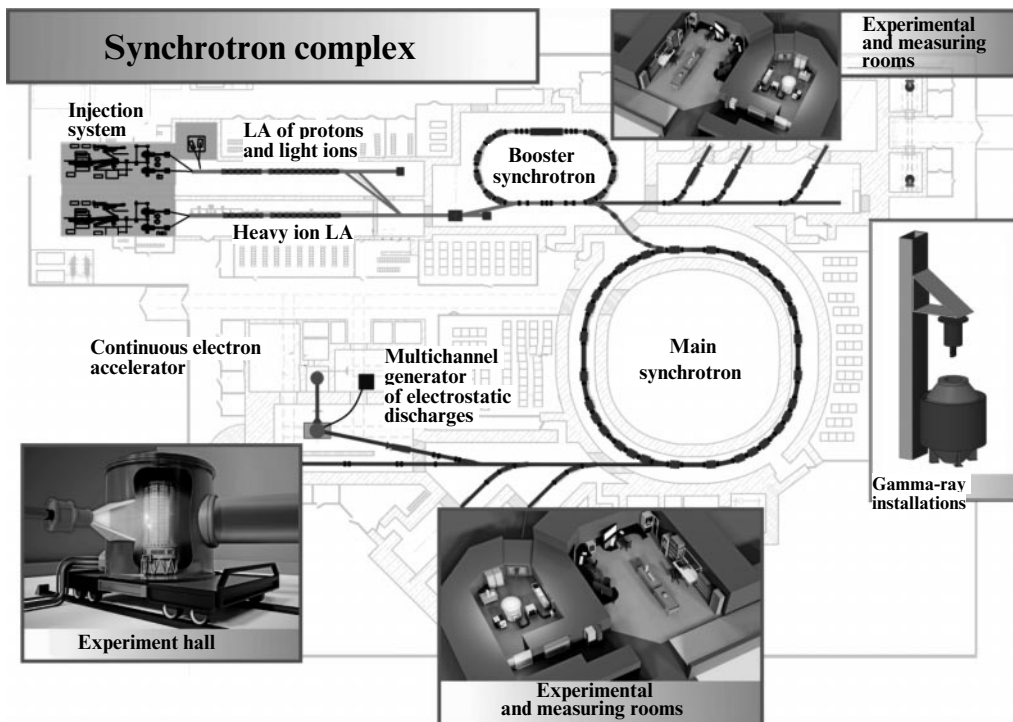 Synchrotron complex
Experimental
and measuring
rooms
Injection
system
LA of protons
and light ions
Booster
synchrotron
Heavy ion LA
Continuous electron
accelerator
Multichannel
generator
of electrostatic
discharges
Main
synchrotron
Gamma-ray
installations
Experiment hall
Experimental
and measuring rooms